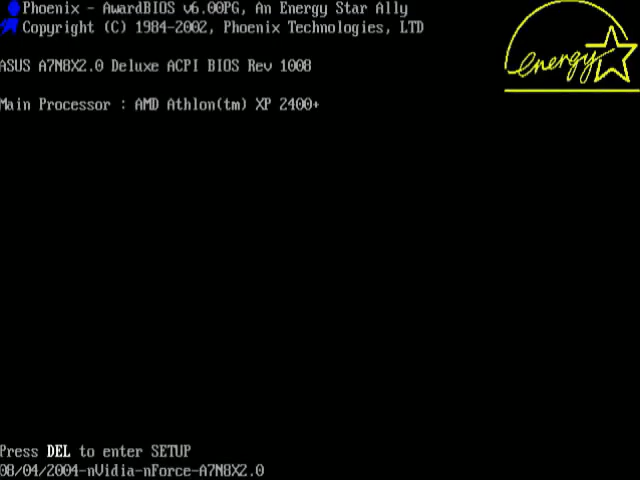 Phoenix - AwardBIOS v6.00PG, An Energy Star Ally
Copyright (C) 1984-2002, Phoenix Technologies, LTD
energy
ASUS A7N8X2.0 Deluxe ACPI BIOS Rev 1008
Main Processor : AMD Athlon(tm) XP 2400+
Press DEL to enter SETUP
08/04/2004-nVidia-nForce-A7N8X2.0